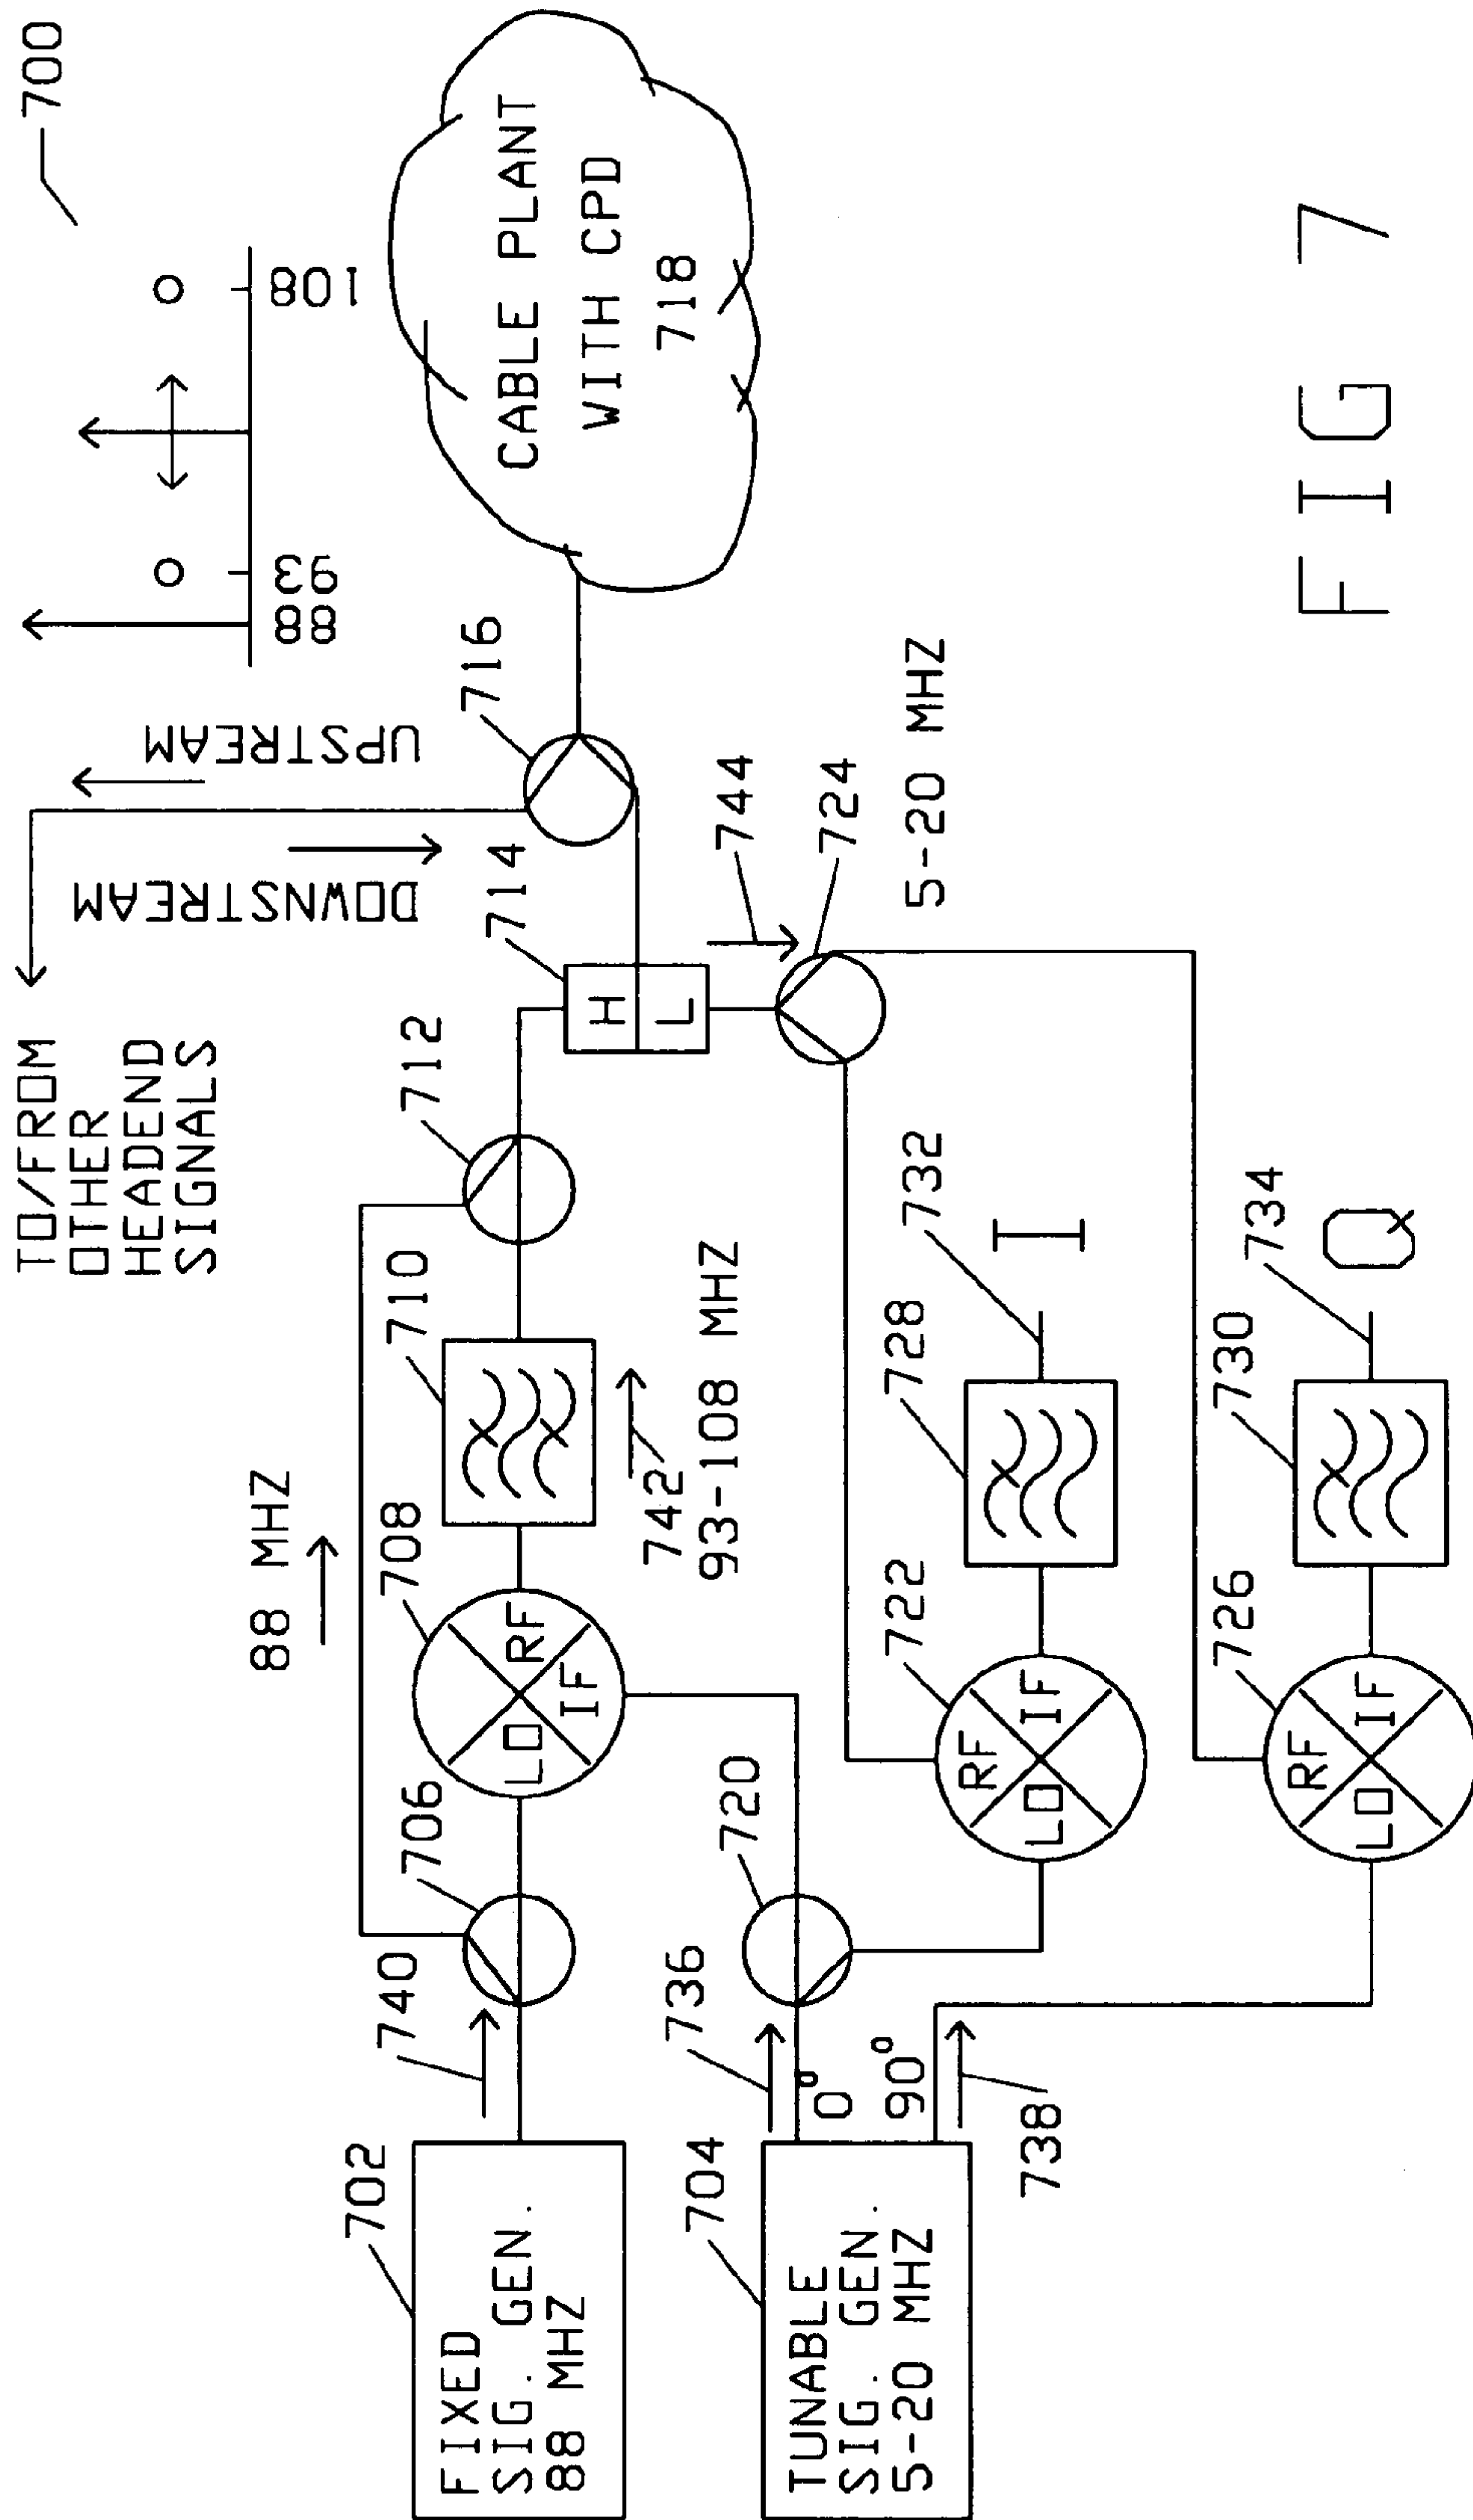 700
TO/FROM
OTHER
HEADEND
SIGNALS
DOWNSTREAM
UPSTREAM
88
93
108
88 MHZ
740
706
708
710
712
714
716
CABLE PLANT
WITH CPD
718
702
FIXED
SIG. GEN.
88 MHZ
LO
RF
IF
742
93-108 MHZ
H
L
744
724
5-20 MHZ
704
TUNABLE
SIG. GEN.
5-20 MHZ
736
0°
90°
738
720
722
RF
LO
IF
728
732
I
726
RF
LO
IF
730
734
Q
FIG 7